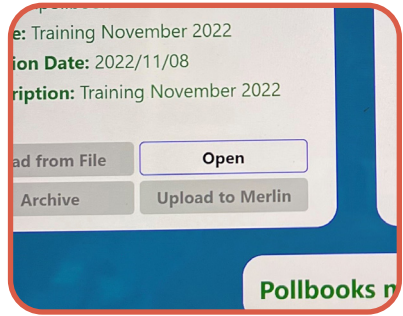 e: Training November 2022
ion Date: 2022/11/08
ription: Training November 2022
ad from File
Open
Archive
Upload to Merlin
Pollbooks